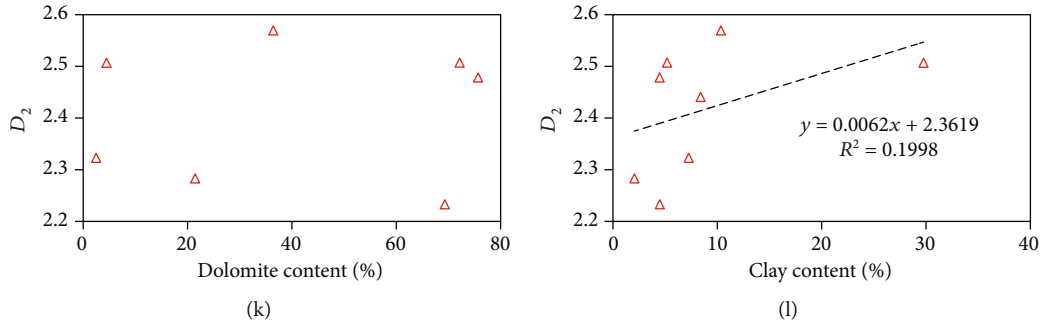 2.6
2.5
2.4
2.3
2.2
D₂
0
20
40
60
80
Dolomite content (%)
(k)
2.6
2.5
2.4
2.3
2.2
D₂
y = 0.0062x + 2.3619
R² = 0.1998
0
10
20
30
40
Clay content (%)
(l)